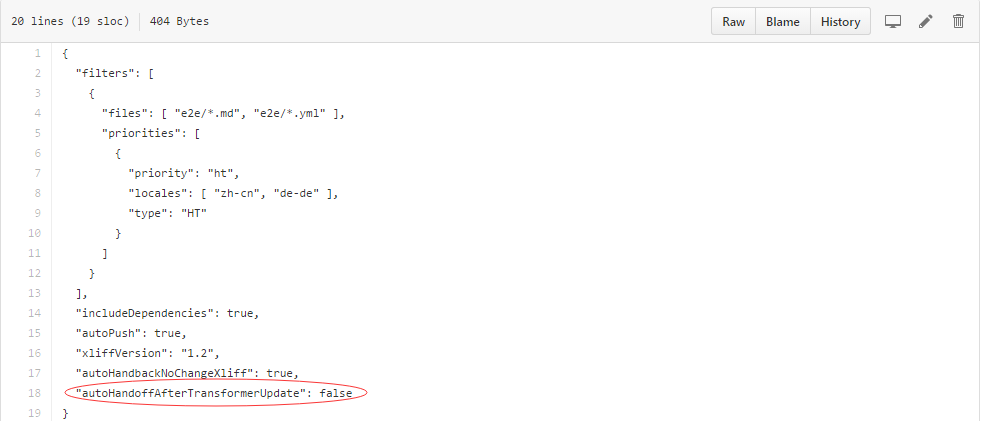 20 lines (19 sloc) 404 Bytes Raw Blame History
1 {
2 "filters": [
3 {
4 "files": [ "e2e/*.md", "e2e/*.yml" ],
5 "priorities": [
6 {
7 "priority": "ht",
8 "locales": [ "zh-cn", "de-de" ],
9 "type": "HT"
10 }
11 ]
12 }
13 ],
14 "includeDependencies": true,
15 "autoPush": true,
16 "xliffVersion": "1.2",
17 "autoHandbackNoChangeXliff": true,
18 "autoHandoffAfterTransformerUpdate": false
19 }